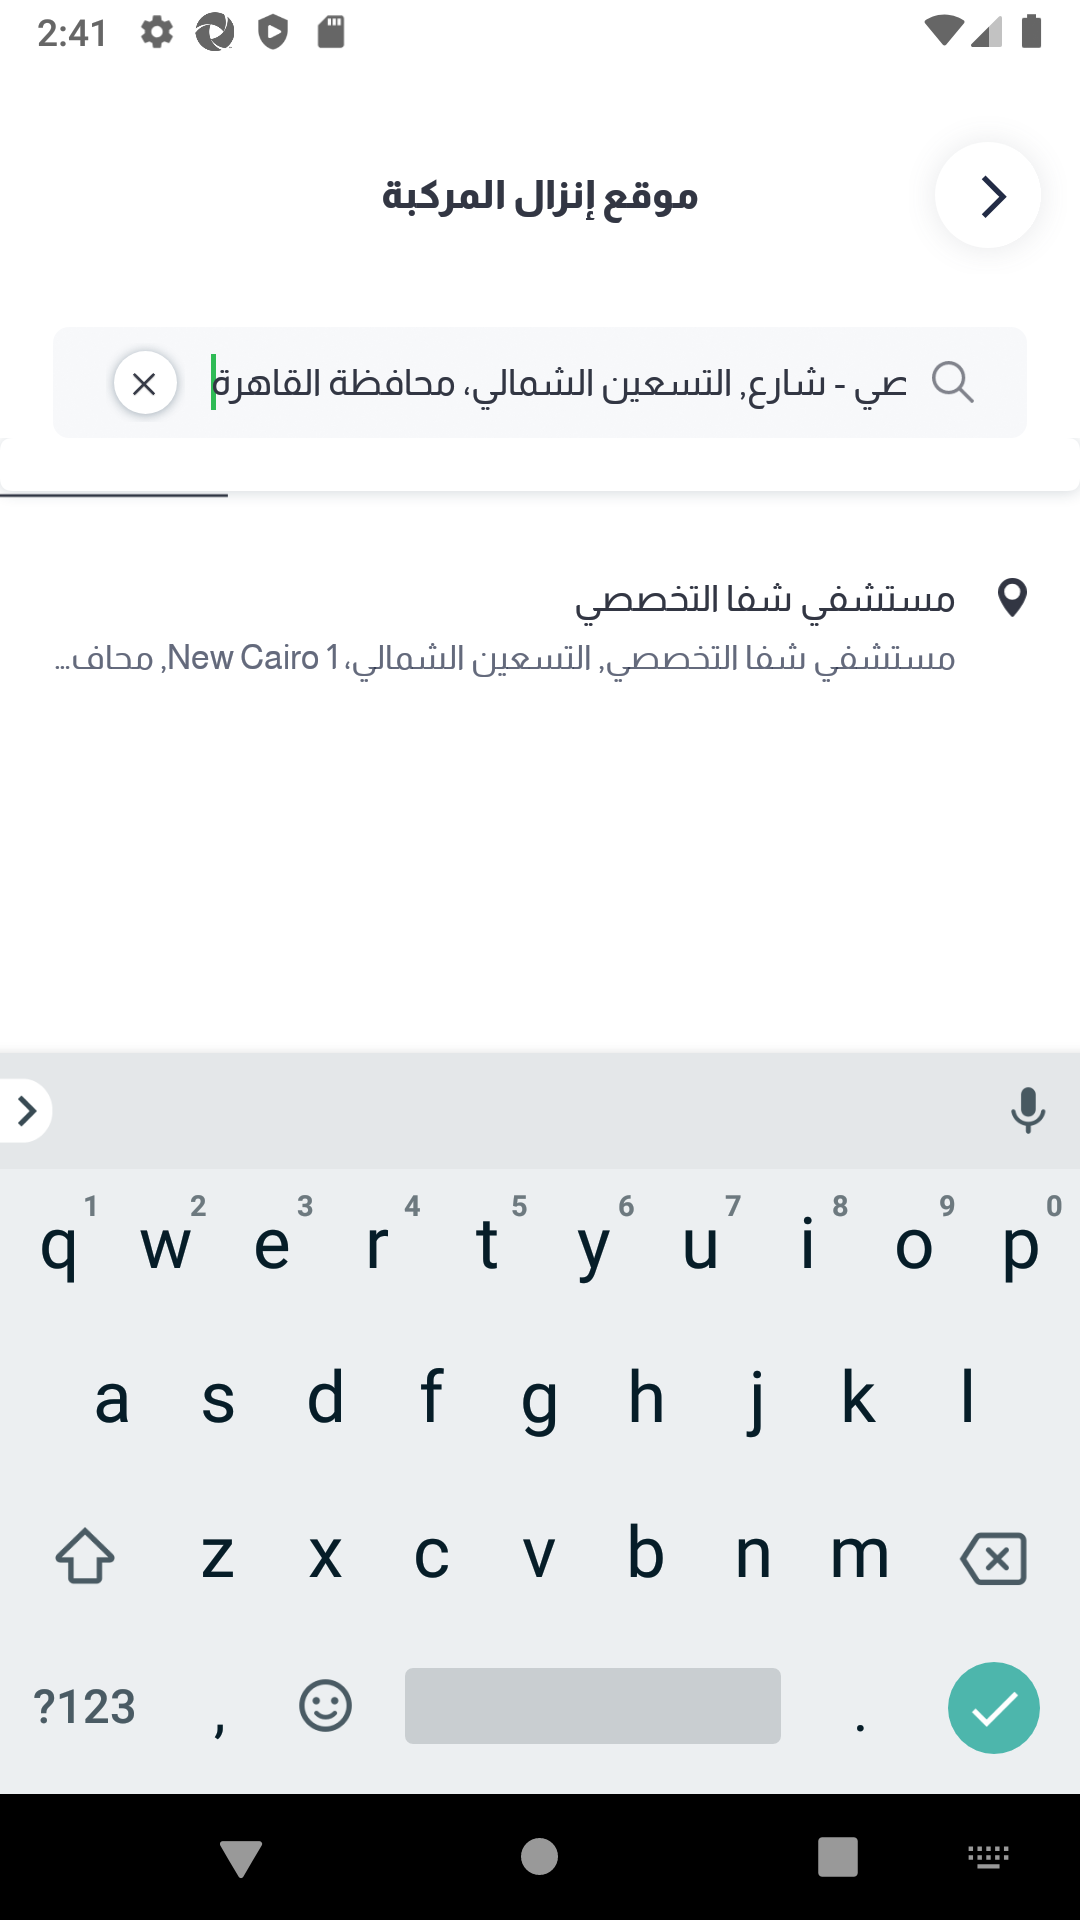 2:41
موقع إنزال المركبة
صي - شارع, التسعين الشمالي، محافظة القاهرة
مستشفي شفا التخصصي
مستشفي شفا التخصصي, التسعين الشمالي، New Cairo 1, محاف...
1 2 3 4 5 6 7 8 9 0
q w e r t y u i o p
a s d f g h j k l
z x c v b n m
?123 , .